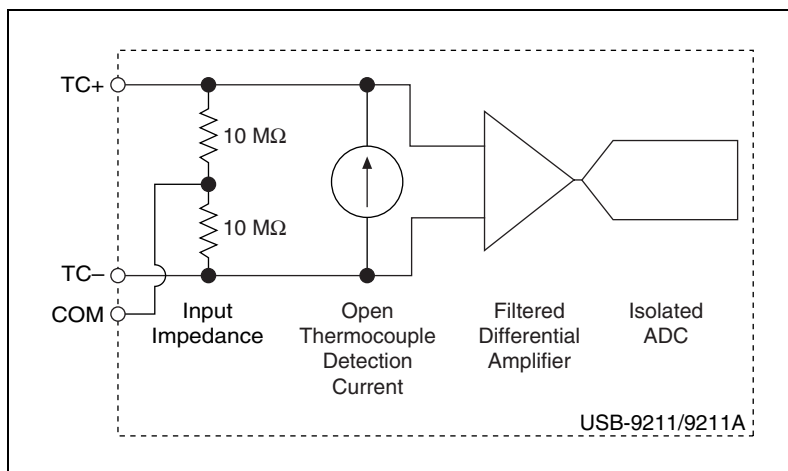 TC+
10 MΩ
10 MΩ
TC–
COM
Input
Impedance
Open
Thermocouple
Detection
Current
Filtered
Differential
Amplifier
Isolated
ADC
USB-9211/9211A